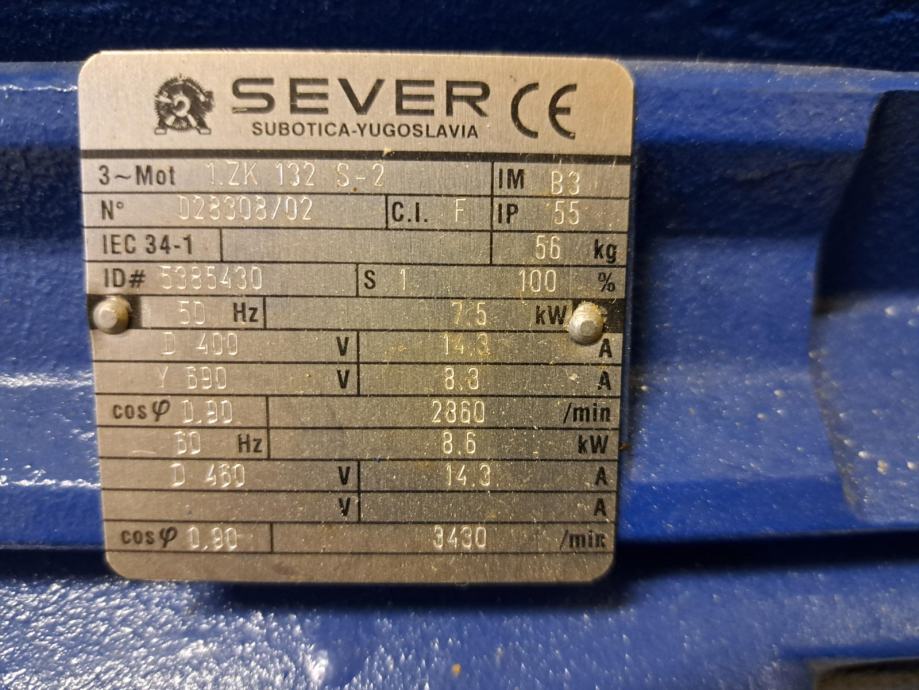 SEVER CE
SUBOTICA-YUGOSLAVIA
3~Mot 1.ZK 132 S-2 IM B3
N° D28308/02 C.I. F IP 55
IEC 34-1 56 kg
ID# 5385430 S 1 100 %
50 Hz 7.5 kW
D 400 V 14.3 A
Y 690 V 8.3 A
cosφ 0.90 2860 /min
60 Hz 8.6 kW
D 460 V 14.3 A
V A
cosφ 0.90 3430 /min